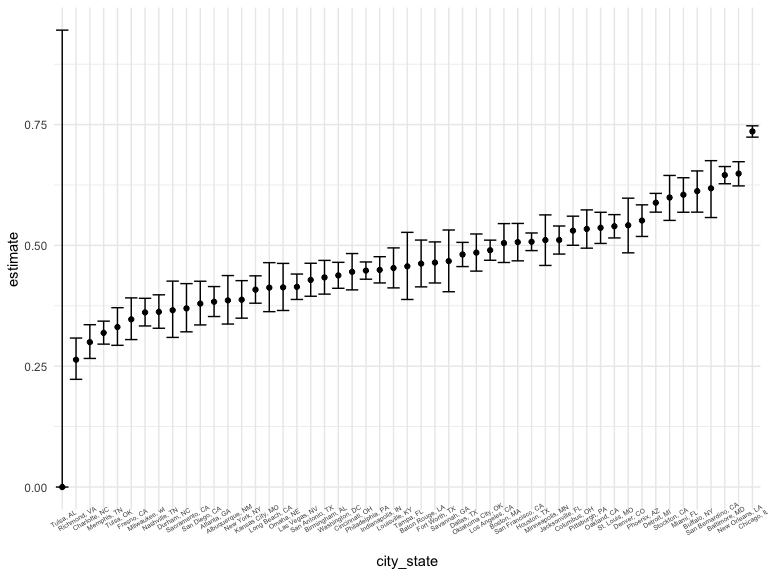 0.75
0.50
0.25
0.00
estimate
Tulsa, AL
Richmond, VA
Charlotte, NC
Memphis, TN
Tulsa, OK
Fresno, CA
Milwaukee, wI
Nashville, TN
Durham, NC
Sacramento, CA
San Diego, CA
Atlanta, GA
Albuquerque, NM
New York, NY
Kansas City, MO
Long Beach, CA
Omaha, NE
Las Vegas, NV
San Antonio, TX
Birmingham, AL
Washington, DC
Cincinnati, OH
Philadelphia, PA
Indianapolis, IN
Louisville, KY
Tampa, FL
Baton Rouge, LA
Fort Worth, TX
Savannah, GA
Dallas, TX
Oklahoma City, OK
Los Angeles, CA
Boston, MA
San Francisco, CA
Houston, TX
Minneapolis, MN
Jacksonville, FL
Columbus, OH
Pittsburgh, PA
Oakland, CA
St. Louis, MO
Denver, CO
Phoenix, AZ
Detroit, MI
Stockton, CA
Miami, FL
Buffalo, NY
San Bernardino, CA
Baltimore, MD
New Orleans, LA
Chicago,
city_state